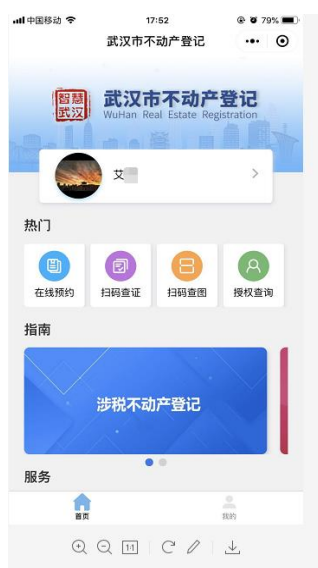 中国移动 17:52 79%
武汉市不动产登记
智慧武汉
武汉市不动产登记
WuHan Real Estate Registration
艾
热门
在线预约 扫码查证 扫码查图 授权查询
指南
涉税不动产登记
服务
首页 我的
1:1